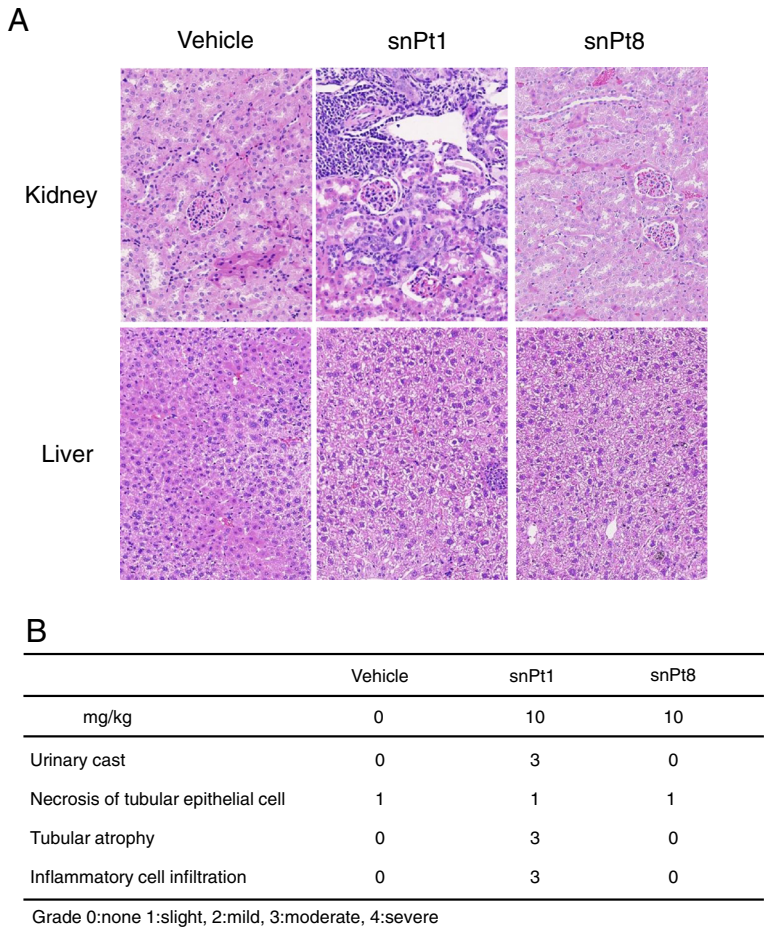 A
Vehicle snPt1 snPt8
Kidney
Liver
B
Vehicle snPt1 snPt8
mg/kg 0 10 10
Urinary cast 0 3 0
Necrosis of tubular epithelial cell 1 1 1
Tubular atrophy 0 3 0
Inflammatory cell infiltration 0 3 0
Grade 0:none 1:slight, 2:mild, 3:moderate, 4:severe